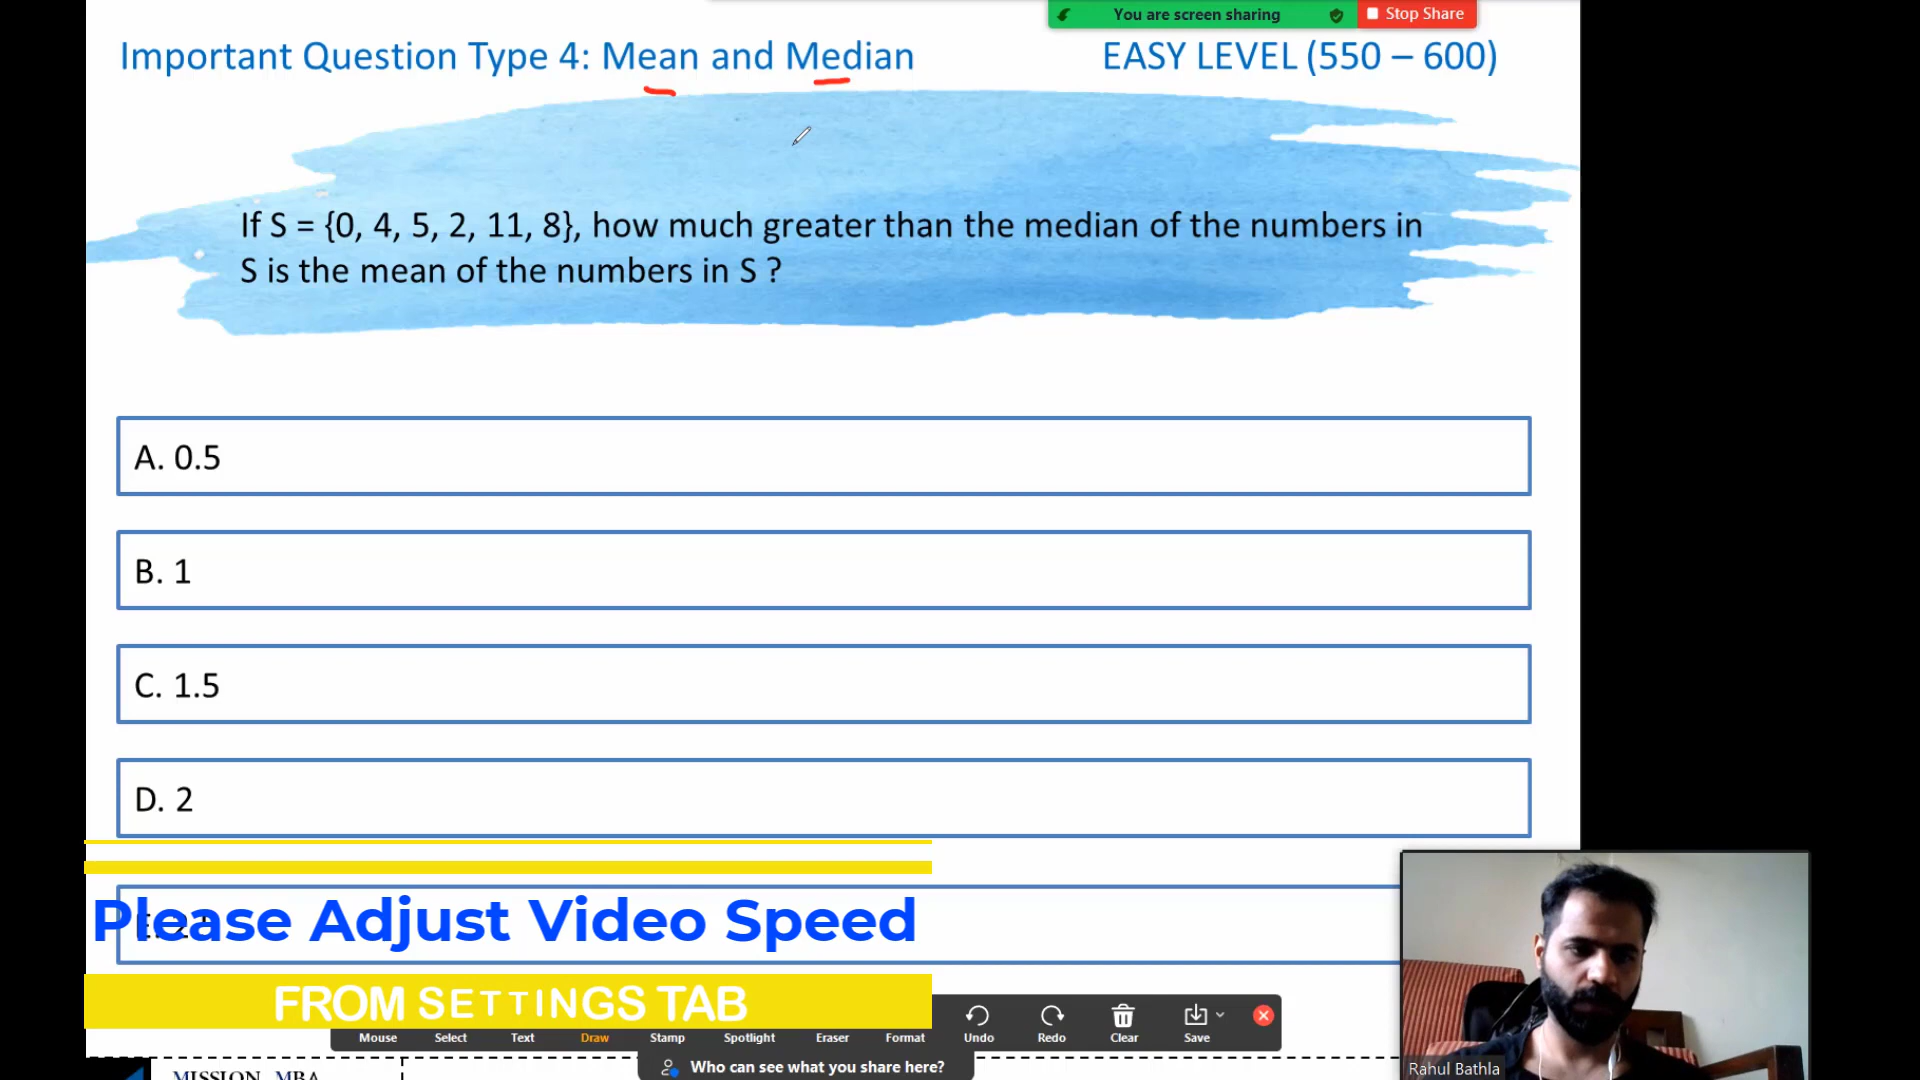 You are screen sharing
Stop Share
Important Question Type 4: Mean and Median
EASY LEVEL (550 – 600)
If S = {0, 4, 5, 2, 11, 8}, how much greater than the median of the numbers in
S is the mean of the numbers in S ?
A. 0.5
B. 1
C. 1.5
D. 2
Please Adjust Video Speed
FROM SETTINGS TAB
Mouse
Select
Text
Draw
Stamp
Spotlight
Eraser
Format
Undo
Redo
Clear
Save
Who can see what you share here?
Rahul Bathla
MISSION MBA